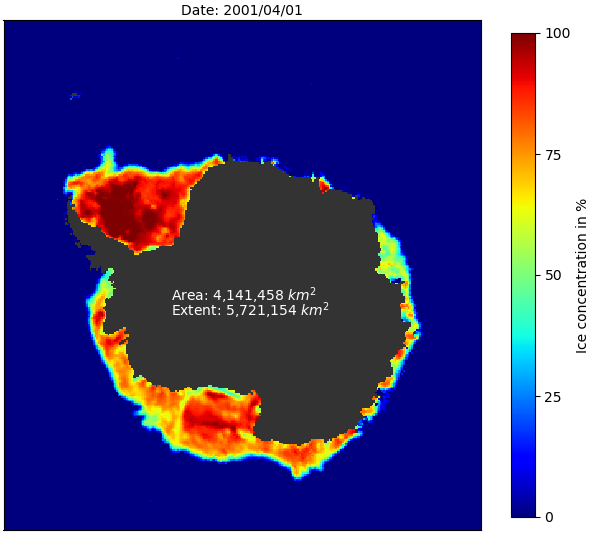 Date: 2001/04/01
100
75
50
25
0
Ice concentration in %
Area: 4,141,458 km²
Extent: 5,721,154 km²